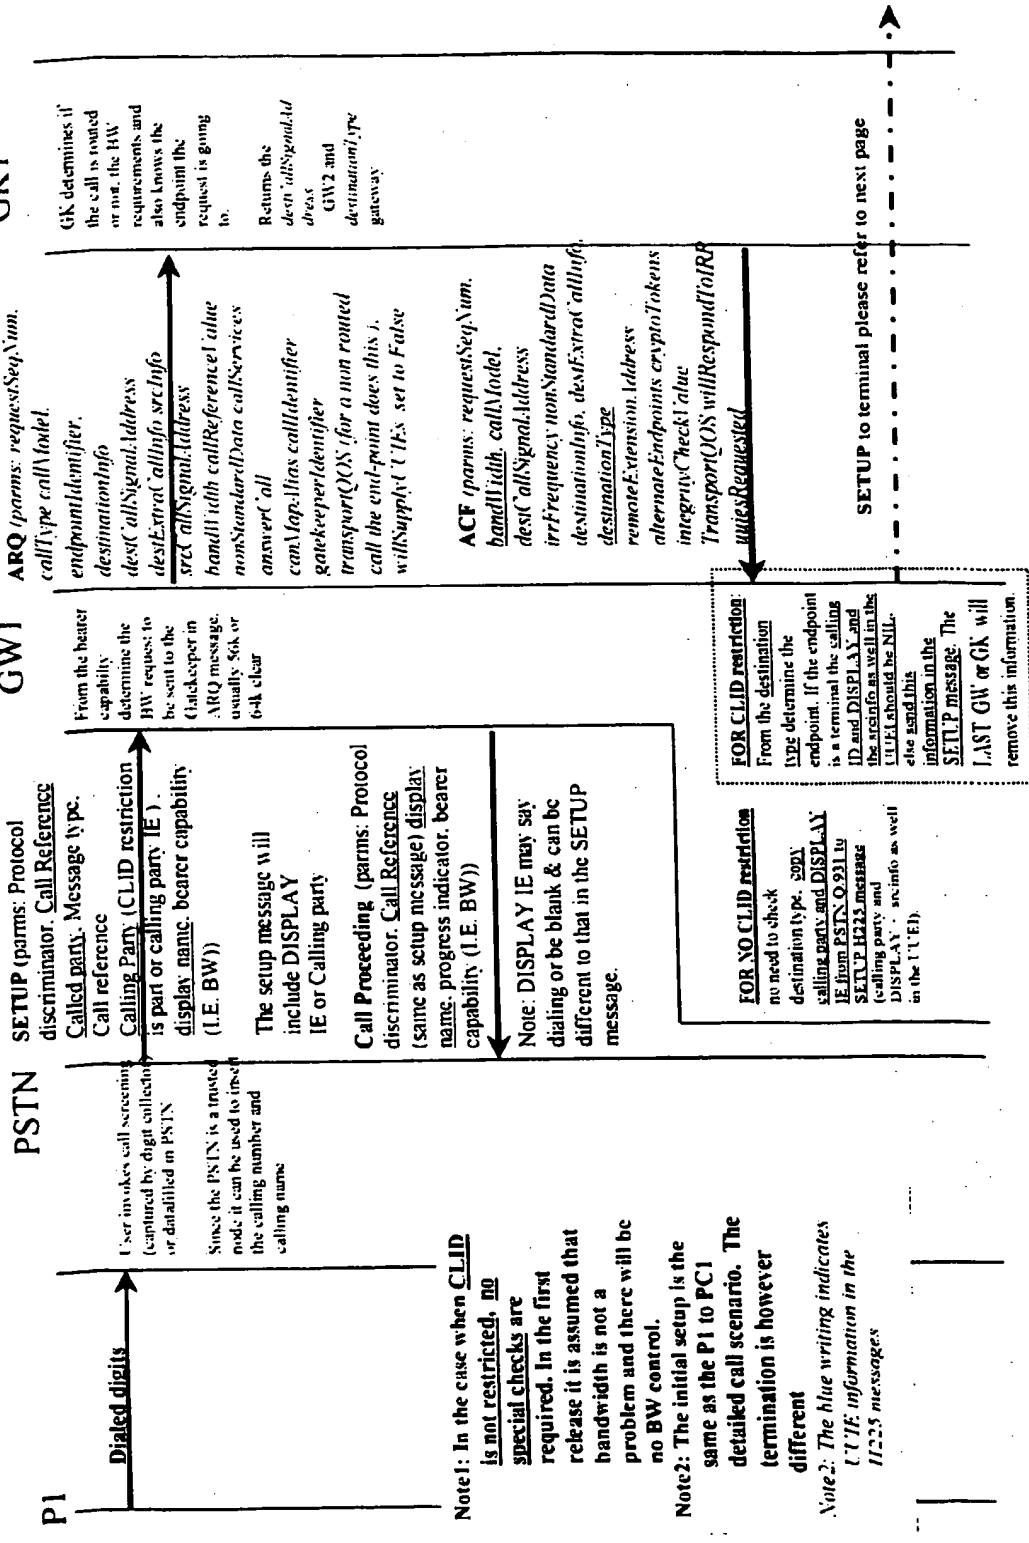 P1
PSTN
GW1
GK1
Dialed digits
User invokes call screening
(captured by digit collector
or datafilled in PSTN
Since the PSTN is a trusted
node it can be used to insert
the calling number and
calling name
SETUP (parms: Protocol
discriminator, Call Reference
Called party, Message type,
Call reference
Calling Party (CLID restriction
is part or calling party IE ).
display name, bearer capability
(I.E. BW))
The setup message will
include DISPLAY
IE or Calling party
Call Proceeding (parms: Protocol
discriminator, Call Reference
(same as setup message) display
name, progress indicator, bearer
capability (I.E. BW))
Note: DISPLAY IE may say
dialing or be blank & can be
different to that in the SETUP
message.
From the bearer
capabilty
determine the
BW request to
be sent to the
Gatekeeper in
ARQ message.
usually 56k or
64k clear
ARQ (parms: requestSeqNum,
callType callModel,
endpointIdentifier,
destinationInfo
destCallSignalAddress
destExtraCallInfo srcInfo
srcCallSignalAddress
bandWidth callReferenceValue
nonStandardData callServices
answerCall
canMapAlias callIdentifier
gatekeeperIdentifier
transportQOS (for a non routed
call the end-point does this ),
willSupplyUUIEs set to False
GK determines if
the call is routed
or not, the BW
requirements and
also knows the
endpoint the
request is going
to.
Returns the
destCallSignalAd
dress
GW2 and
destinationType
gateway
ACF (parms: requestSeqNum,
bandWidth, callModel,
destCallSignalAddress
irrFrequency nonStandardData
destinationInfo, destExtraCallInfo,
destinationType
remoteExtensionAddress
alternateEndpoints cryptoTokens
integrityCheckValue
TransportQOS willRespondToIRR
uuiesRequested
Note1: In the case when CLID
is not restricted, no
special checks are
required. In the first
release it is assumed that
bandwidth is not a
problem and there will be
no BW control.
Note2: The initial setup is the
same as the P1 to PC1
detailed call scenario. The
termination is however
different
Note2: The blue writing indicates
UUIE information in the
H225 messages
FOR NO CLID restriction
no need to check
destination type, copy
calling party and DISPLAY
IE from PSTN Q.931 to
SETUP H225 message
(calling party and
DISPLAY + srcinfo as well
in the UUEI).
FOR CLID restriction:
From the destination
type determine the
endpoint. If the endpoint
is a terminal the calling
ID and DISPLAY and
the srcinfo as well in the
UUEI should be NIL,
else send this
information in the
SETUP message. The
LAST GW or GK will
remove this information.
SETUP to terminal please refer to next page